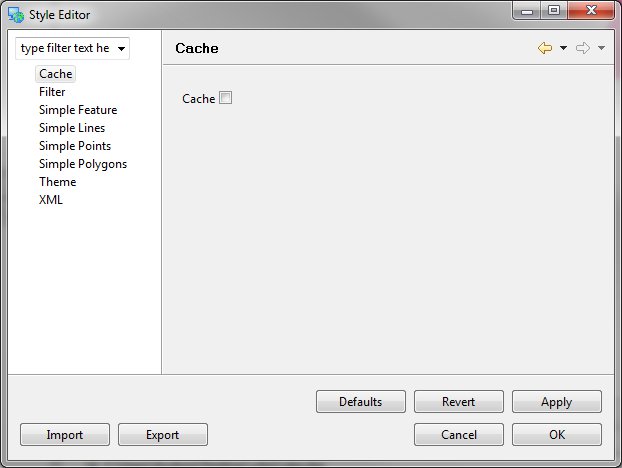 Style Editor
type filter text he
Cache
Filter
Simple Feature
Simple Lines
Simple Points
Simple Polygons
Theme
XML
Cache
Cache
Defaults
Revert
Apply
Import
Export
Cancel
OK